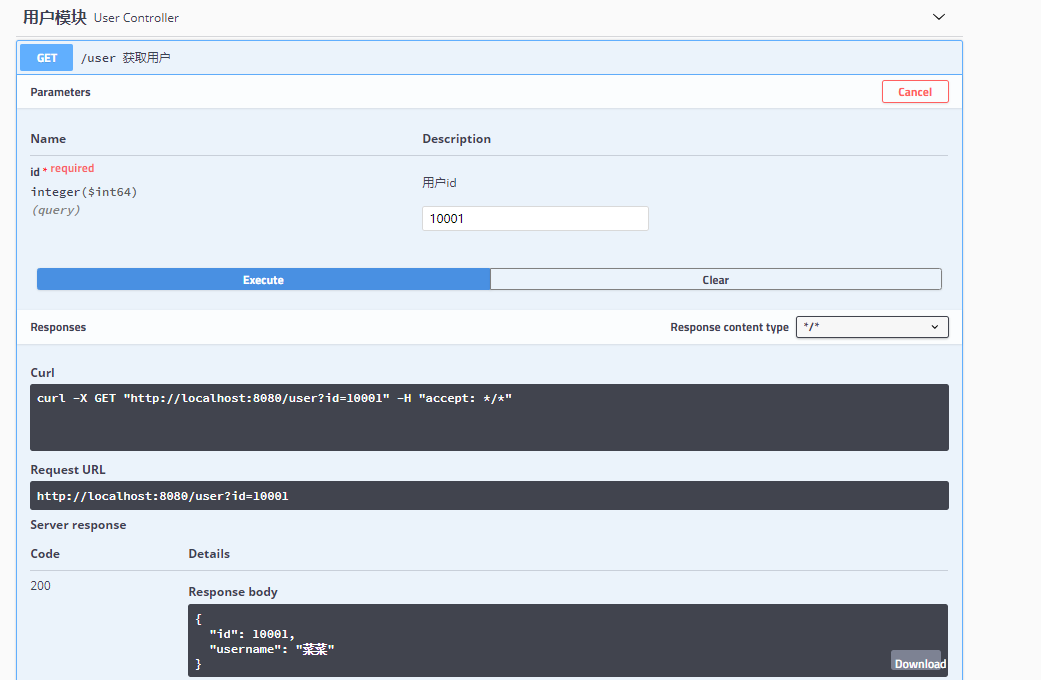 用户模块 User Controller
GET /user 获取用户
Parameters Cancel
Name Description
id * required
integer($int64)
(query)
用户id
10001
Execute Clear
Responses Response content type */*
Curl
curl -X GET "http://localhost:8080/user?id=10001" -H "accept: */*"
Request URL
http://localhost:8080/user?id=10001
Server response
Code Details
200
Response body
{
  "id": 10001,
  "username": "菜菜"
}
Download